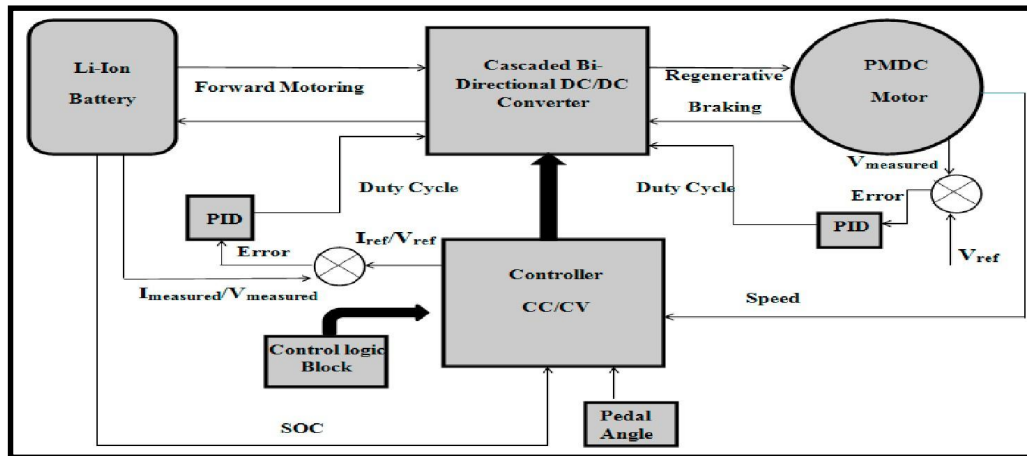 Li-Ion
Battery
Forward Motoring
Cascaded Bi-
Directional DC/DC
Converter
Regenerative
Braking
PMDC
Motor
Vmeasured
Duty Cycle
Duty Cycle
Error
PID
PID
Iref/Vref
Error
Vref
Imeasured/Vmeasured
Controller
CC/CV
Speed
Control logic
Block
Pedal
Angle
SOC